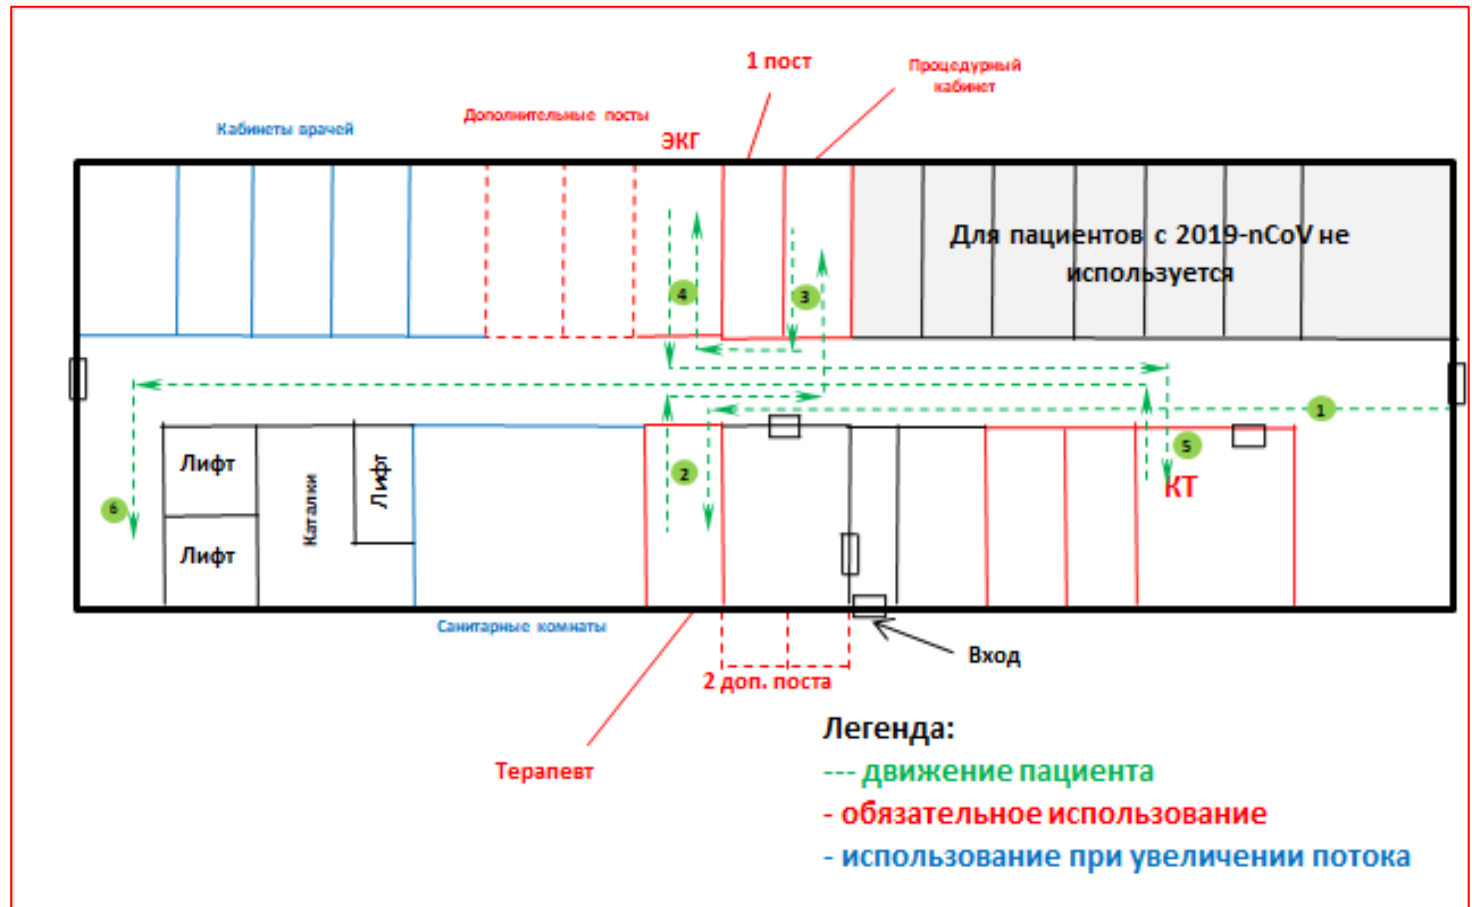 1 пост
Процедурный
кабинет
Дополнительные посты
Кабинеты врачей
ЭКГ
Для пациентов с 2019-nCoV не
используется
4
3
1
2
5
6
КТ
Лифт
Каталки
Лифт
Лифт
Санитарные комнаты
Вход
2 доп. поста
Терапевт
Легенда:
--- движение пациента
- обязательное использование
- использование при увеличении потока